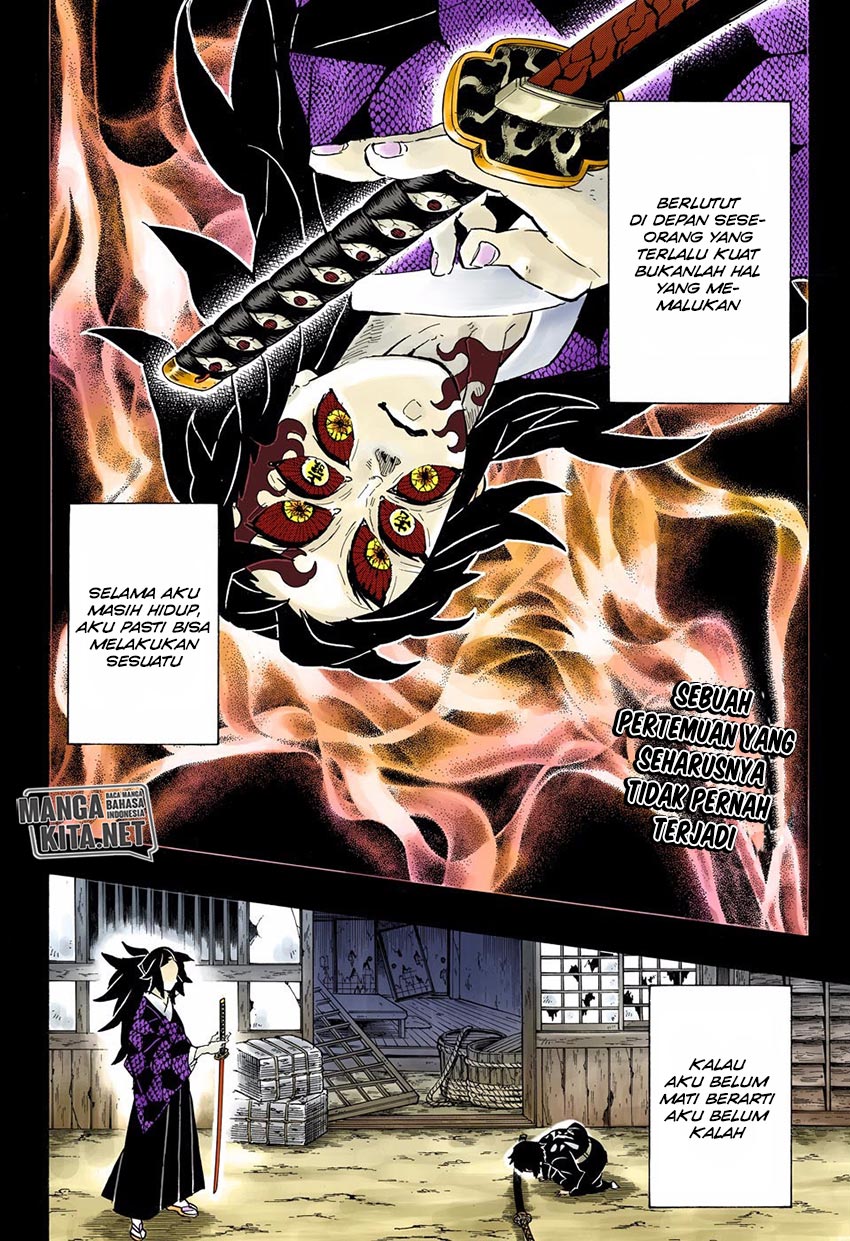 BERLUTUT
DI DEPAN SESE-
ORANG YANG
TERLALU KUAT
BUKANLAH HAL
YANG ME-
MALUKAN
SELAMA AKU
MASIH HIDUP,
AKU PASTI BISA
MELAKUKAN
SESUATU
SEBUAH
PERTEMUAN YANG
SEHARUSNYA
TIDAK PERNAH
TERJADI
MANGA
KITA.NET
BACA MANGA
BAHASA
INDONESIA
KALAU
AKU BELUM
MATI BERARTI
AKU BELUM
KALAH